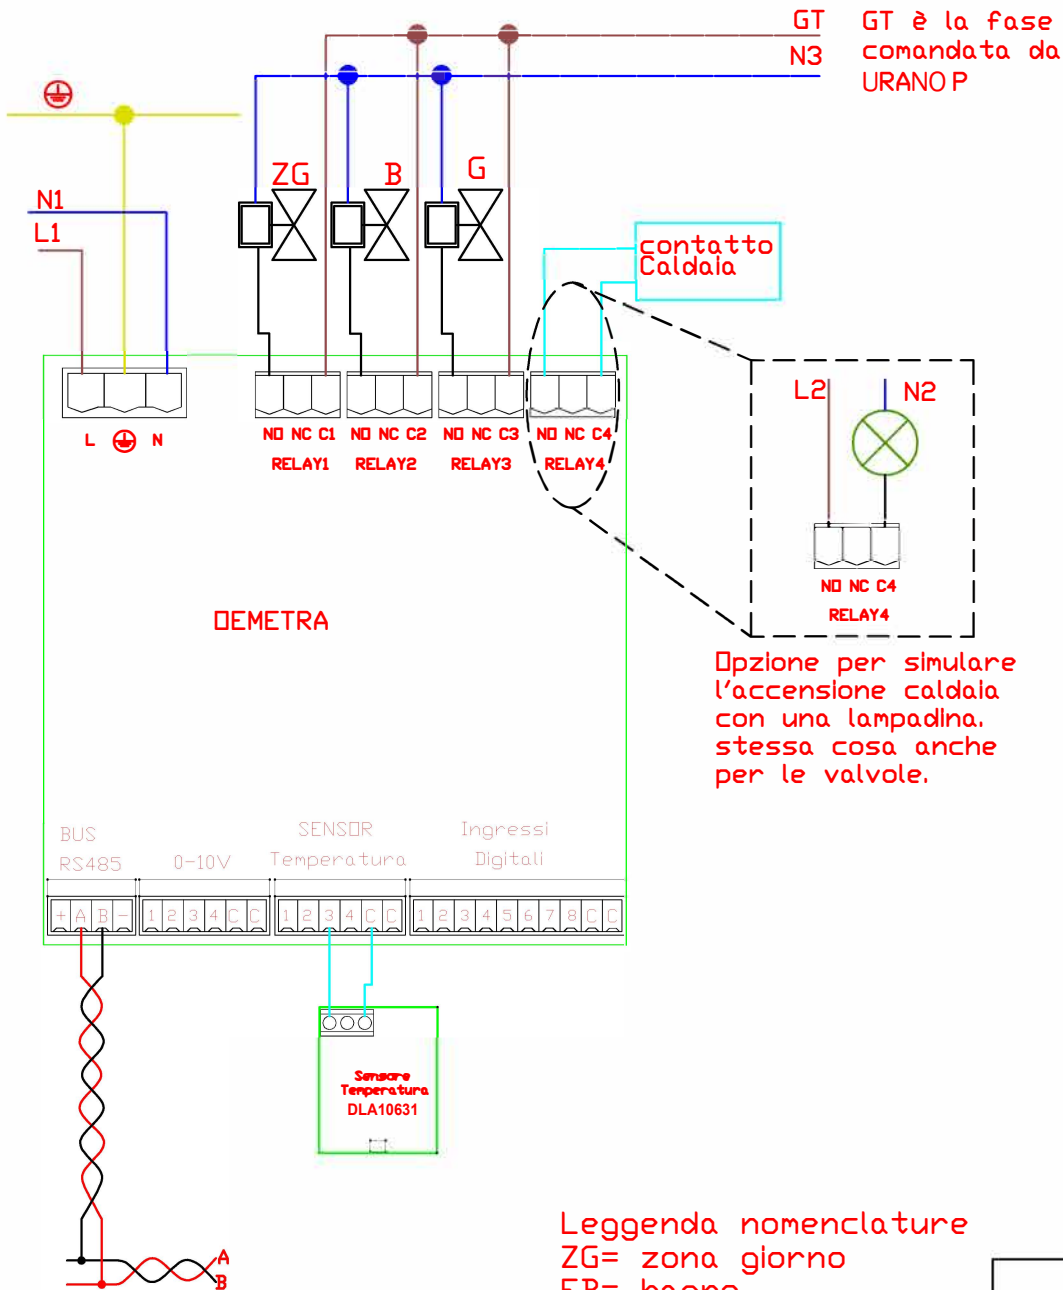 GT
GT è la fase
N3
comandata da
URANO P
ZG
B
G
N1
L1
contatto
Caldaia
L2
N2
L
N
NO NC C1
NO NC C2
NO NC C3
NO NC C4
RELAY1
RELAY2
RELAY3
RELAY4
NO NC C4
RELAY4
DEMETRA
Opzione per simulare
l'accensione caldaia
con una lampadina.
stessa cosa anche
per le valvole.
BUS
RS485
0-10V
SENSOR
Temperatura
Ingressi
Digitali
+ A B -
1 2 3 4 C C
1 2 3 4 C C
1 2 3 4 5 6 7 8 C C
Sensore
Temperatura
DLA10631
A
B
Leggenda nomenclature
ZG= zona giorno